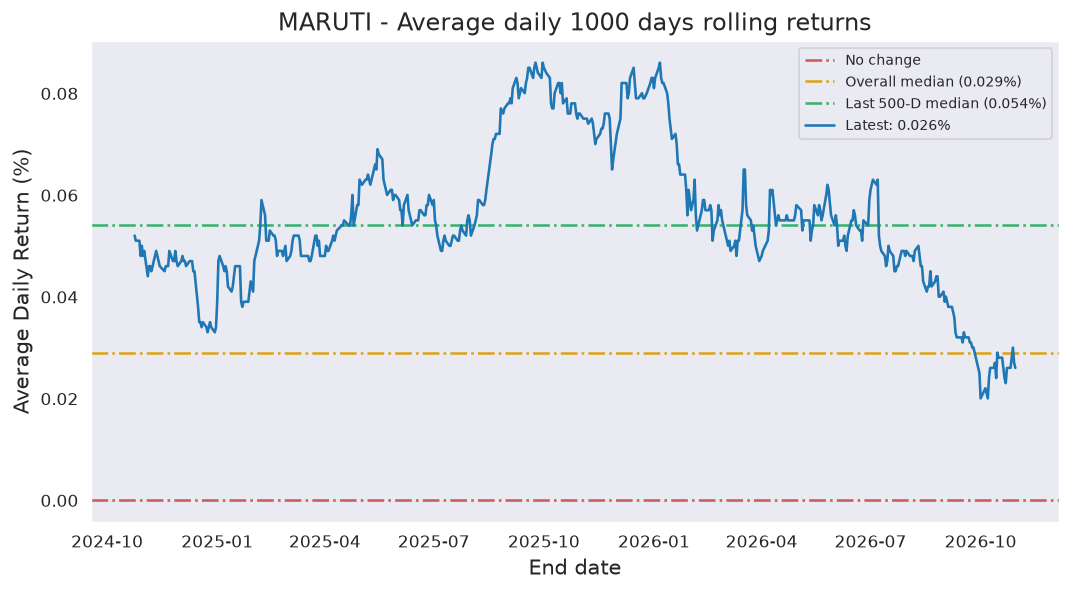 MARUTI - Average daily 1000 days rolling returns
No change
Overall median (0.029%)
Last 500-D median (0.054%)
Latest: 0.026%
Average Daily Return (%)
0.08
0.06
0.04
0.02
0.00
2024-10 2025-01 2025-04 2025-07 2025-10 2026-01 2026-04 2026-07 2026-10
End date